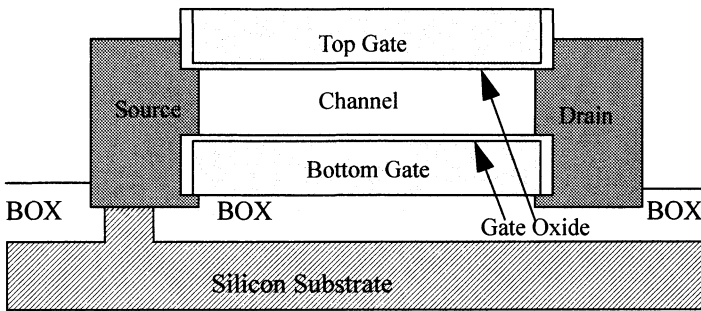 Top Gate
Source
Channel
Drain
Bottom Gate
BOX
BOX
BOX
Gate Oxide
Silicon Substrate